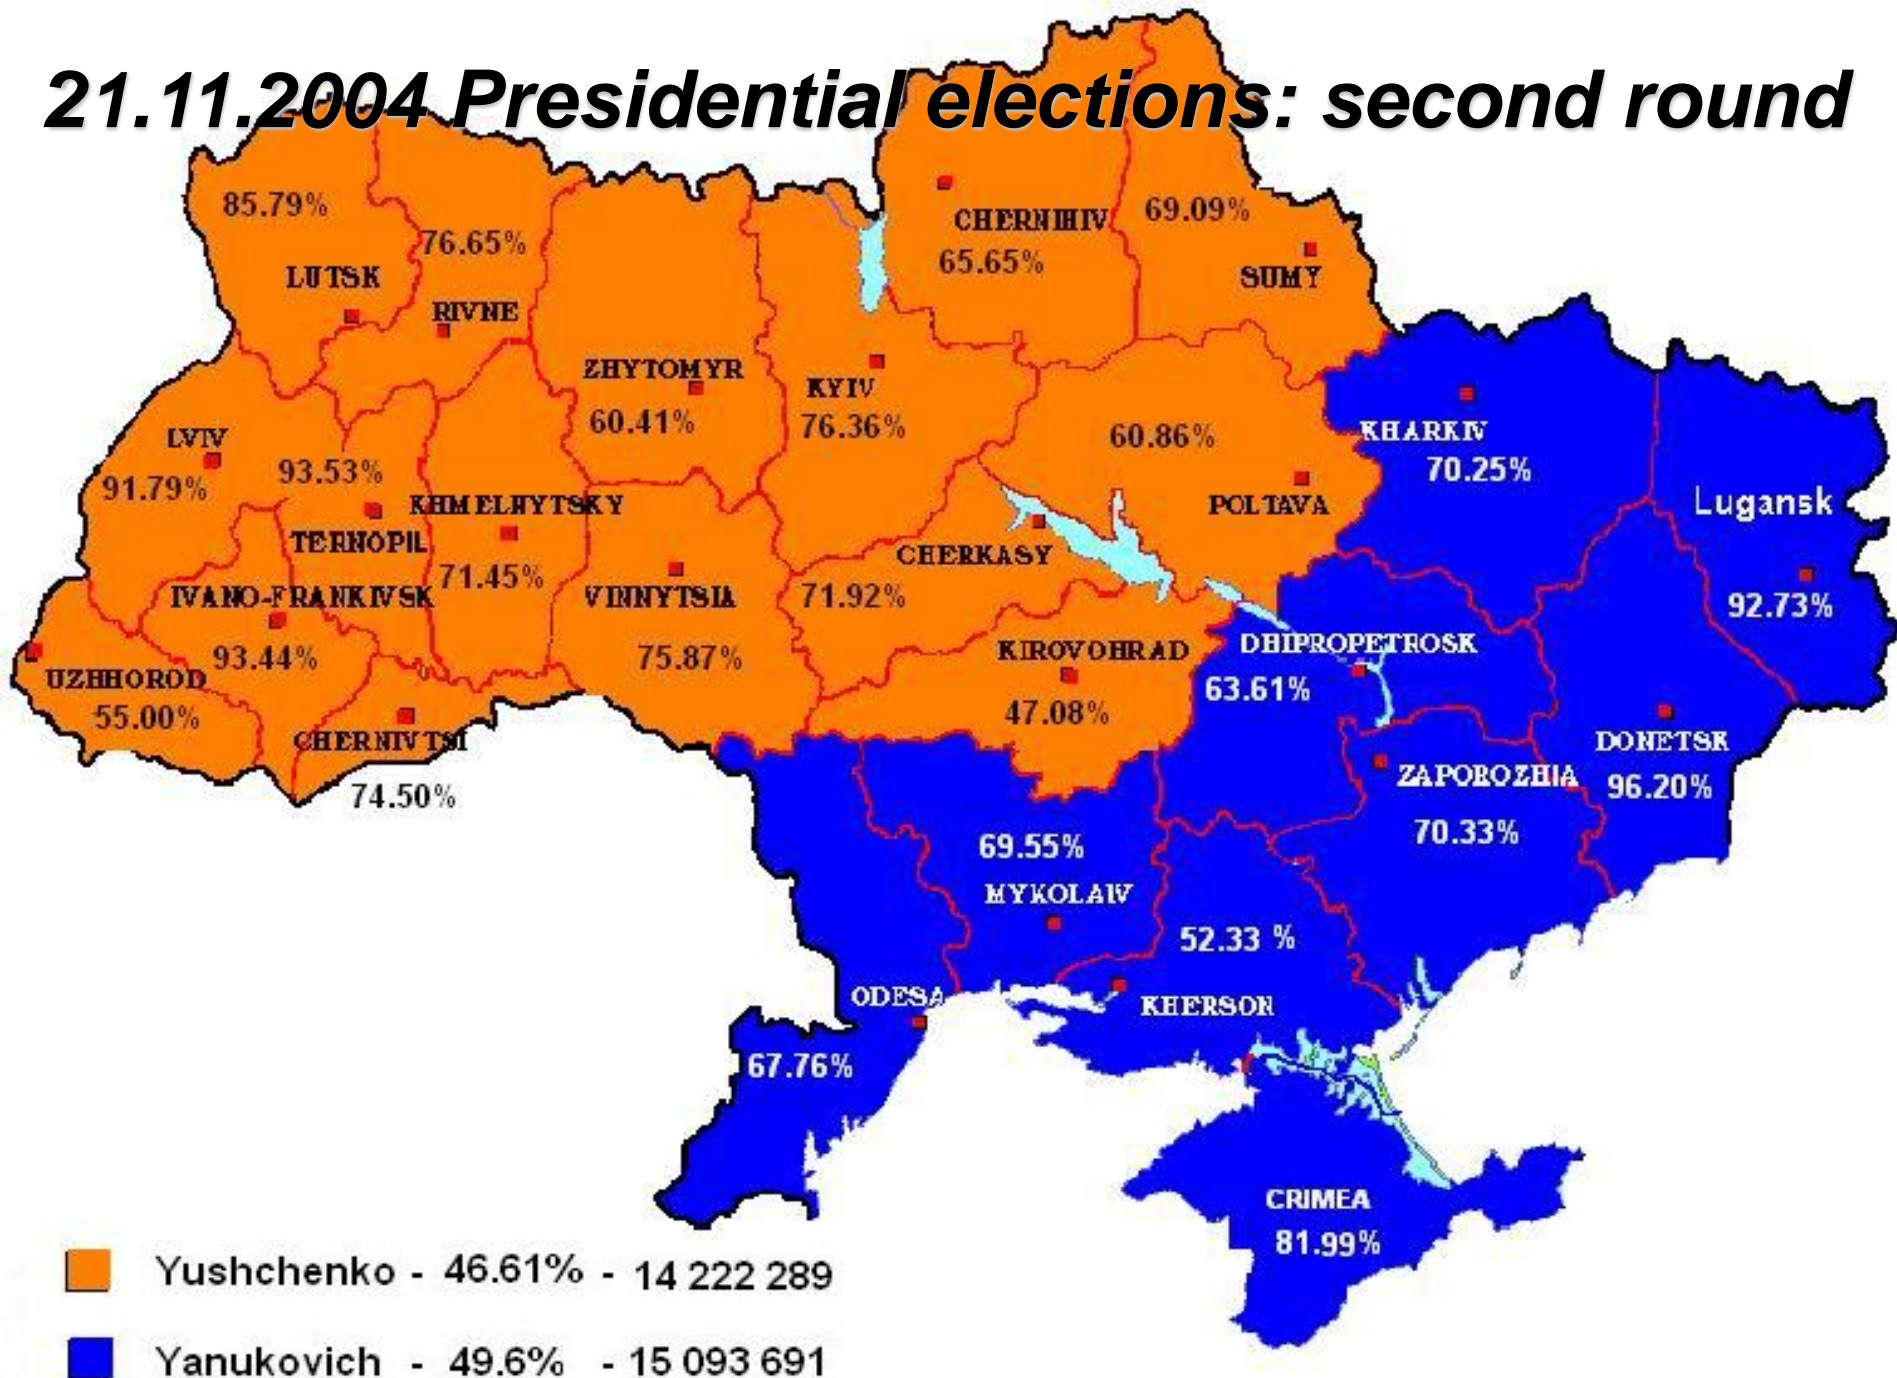 21.11.2004 Presidential elections: second round
85.79%
LUTSK
76.65%
RIVNE
CHERNIHIV
65.65%
69.09%
SUMY
ZHYTOMYR
60.41%
KYIV
76.36%
60.86%
POLTAVA
KHARKIV
70.25%
Lugansk
92.73%
LVIV
91.79%
93.53%
TERNOPIL
KHMELNYTSKY
71.45%
IVANO-FRANKIVSK
93.44%
VINNYTSIA
75.87%
CHERKASY
71.92%
UZHHOROD
55.00%
CHERNIVTSI
74.50%
KIROVOHRAD
47.08%
DHIPROPETROSK
63.61%
DONETSK
96.20%
ZAPOROZHIA
70.33%
69.55%
MYKOLAIV
52.33 %
KHERSON
ODESA
67.76%
CRIMEA
81.99%
Yushchenko - 46.61% - 14 222 289
Yanukovich - 49.6% - 15 093 691